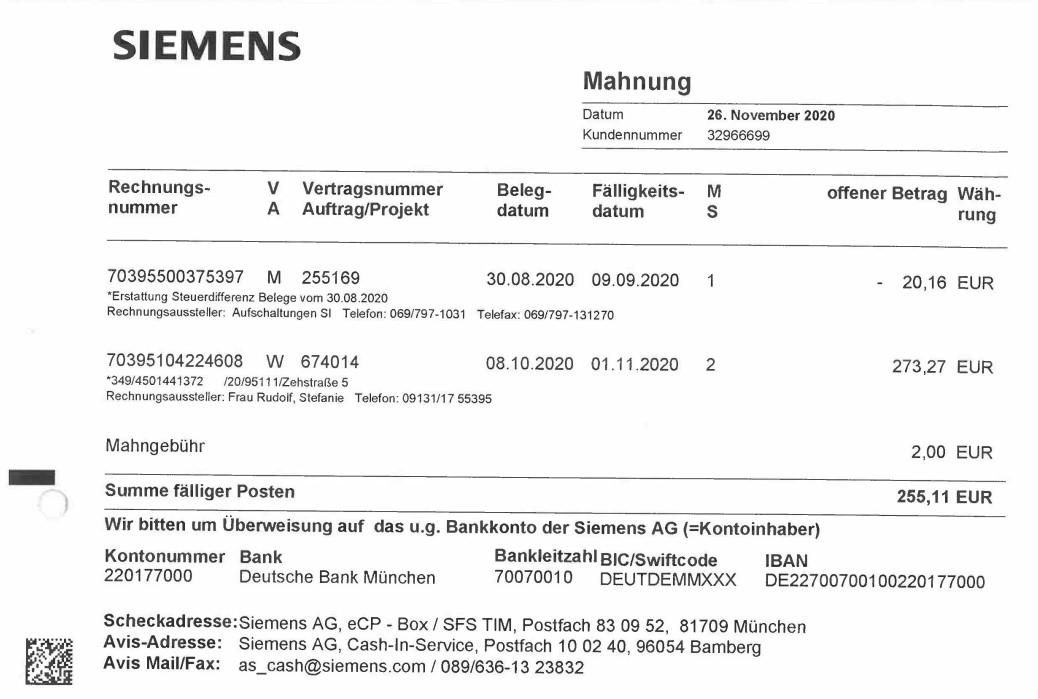 SIEMENS
Mahnung
Datum 26. November 2020
Kundennummer 32966699
Rechnungs- V Vertragsnummer Beleg- Fälligkeits- M offener Betrag Wäh-
nummer A Auftrag/Projekt datum datum S rung
70395500375397 M 255169 30.08.2020 09.09.2020 1 - 20,16 EUR
*Erstattung Steuerdifferenz Belege vom 30.08.2020
Rechnungsaussteller: Aufschaltungen SI Telefon: 069/797-1031 Telefax: 069/797-131270
70395104224608 W 674014 08.10.2020 01.11.2020 2 273,27 EUR
*349/4501441372 /20/95111/Zehstraße 5
Rechnungsaussteller: Frau Rudolf, Stefanie Telefon: 09131/17 55395
Mahngebühr 2,00 EUR
Summe fälliger Posten 255,11 EUR
Wir bitten um Überweisung auf das u.g. Bankkonto der Siemens AG (=Kontoinhaber)
Kontonummer Bank Bankleitzahl BIC/Swiftcode IBAN
220177000 Deutsche Bank München 70070010 DEUTDEMMXXX DE22700700100220177000
Scheckadresse: Siemens AG, eCP - Box / SFS TIM, Postfach 83 09 52, 81709 München
Avis-Adresse: Siemens AG, Cash-In-Service, Postfach 10 02 40, 96054 Bamberg
Avis Mail/Fax: as_cash@siemens.com / 089/636-13 23832